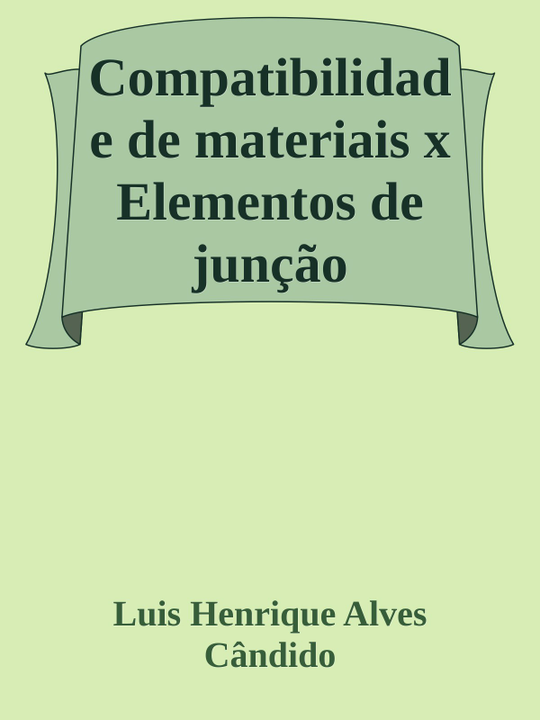 Compatibilidad
e de materiais x
Elementos de
junção
Luis Henrique Alves
Cândido